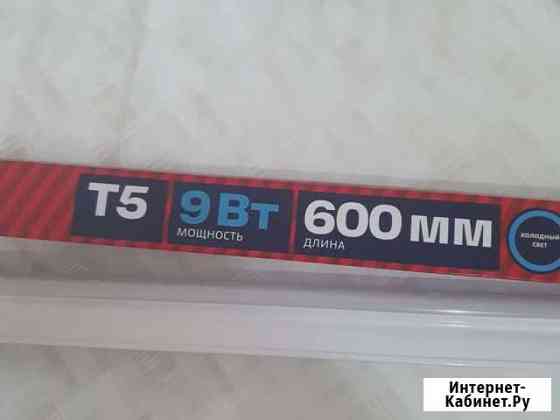 T5
9 Вт
МОЩНОСТЬ
600 ММ
ДЛИНА
ХОЛОДНЫЙ
СВЕТ
Интернет-
Кабинет.Ру